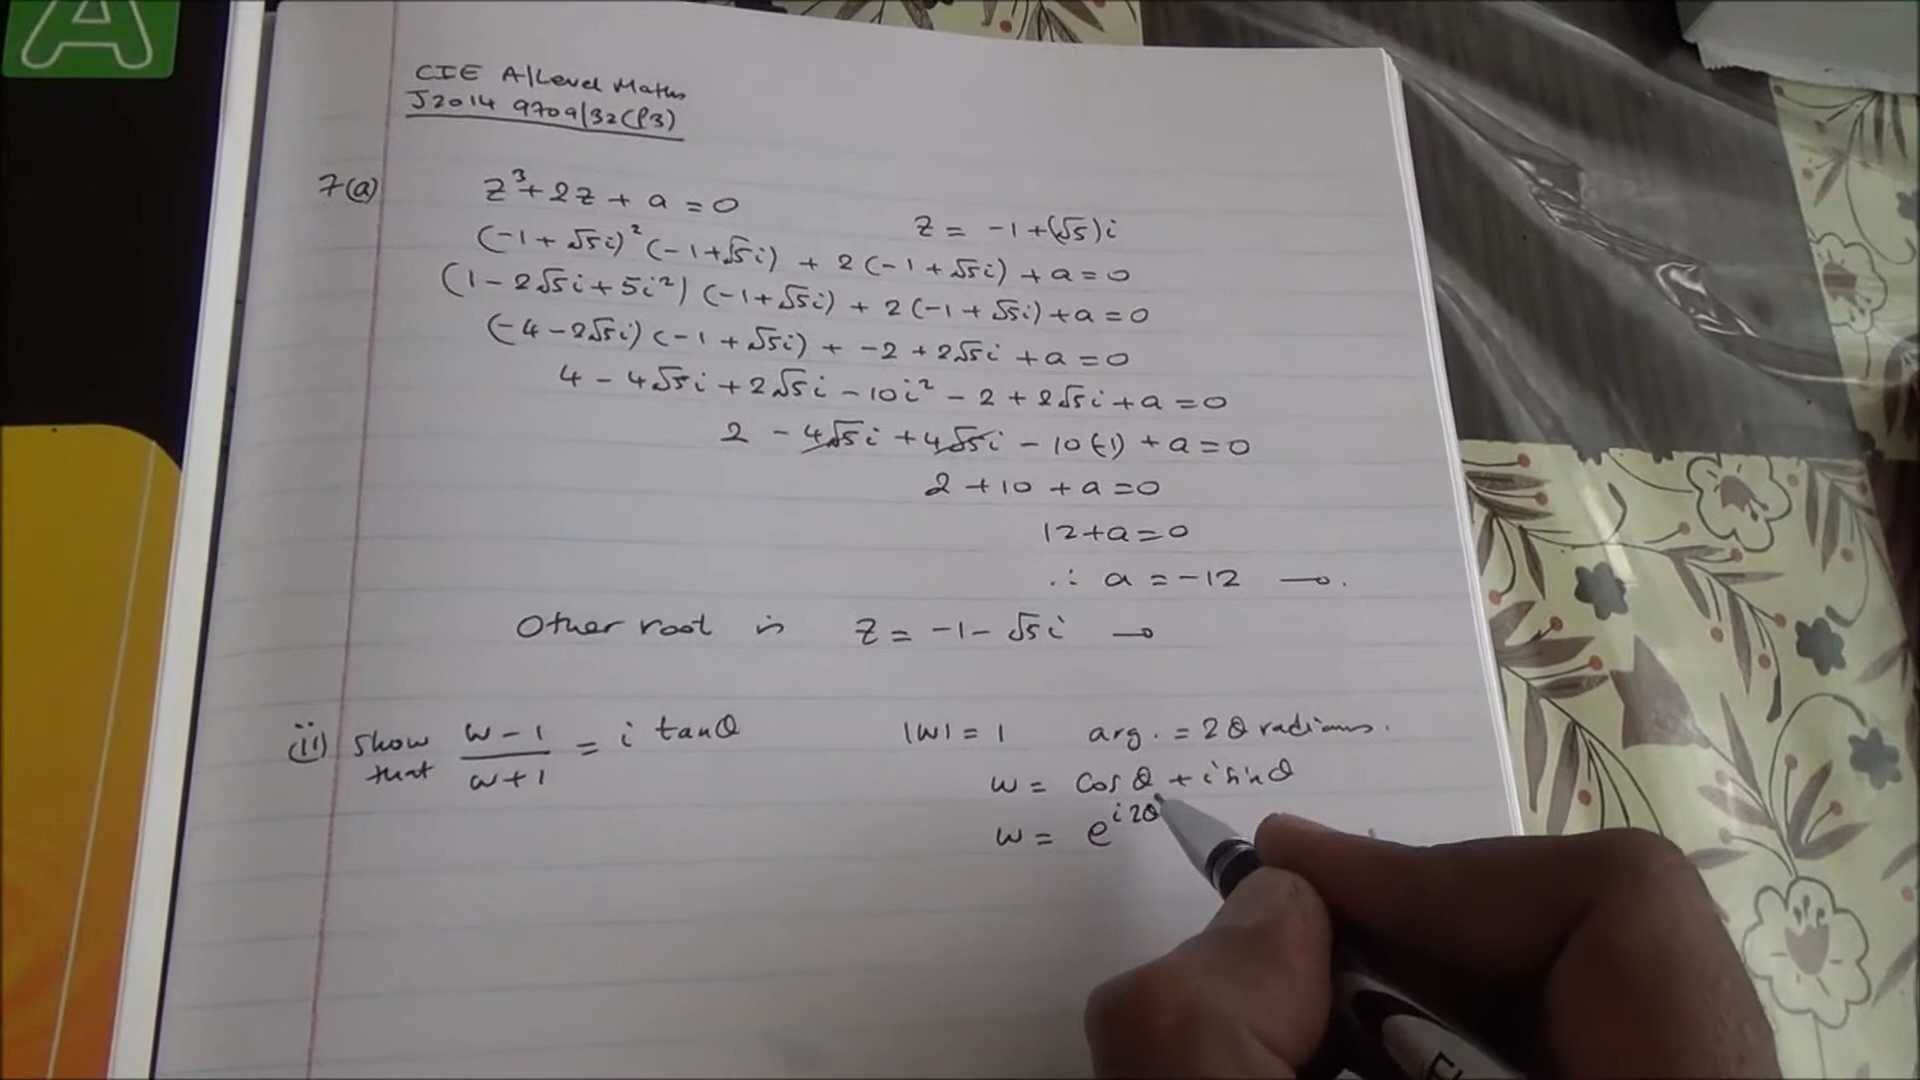 A
CIE A/Level Maths
J2014 9709/32(P3)
7(a) z³ + 2z + a = 0
z = -1 + (√5)i
(-1 + √5i)² (-1 + √5i) + 2(-1 + √5i) + a = 0
(1 - 2√5i + 5i²) (-1 + √5i) + 2(-1 + √5i) + a = 0
(-4 - 2√5i) (-1 + √5i) + -2 + 2√5i + a = 0
4 - 4√5i + 2√5i - 10i² - 2 + 2√5i + a = 0
2 - 4√5i + 4√5i - 10(-1) + a = 0
2 + 10 + a = 0
12 + a = 0
∴ a = -12
Other root is z = -1 - √5i
(ii) Show that (w - 1)/(w + 1) = i tanθ
|w| = 1 arg. = 2θ radians.
w = cos θ + i sin θ
w = e^(i2θ)